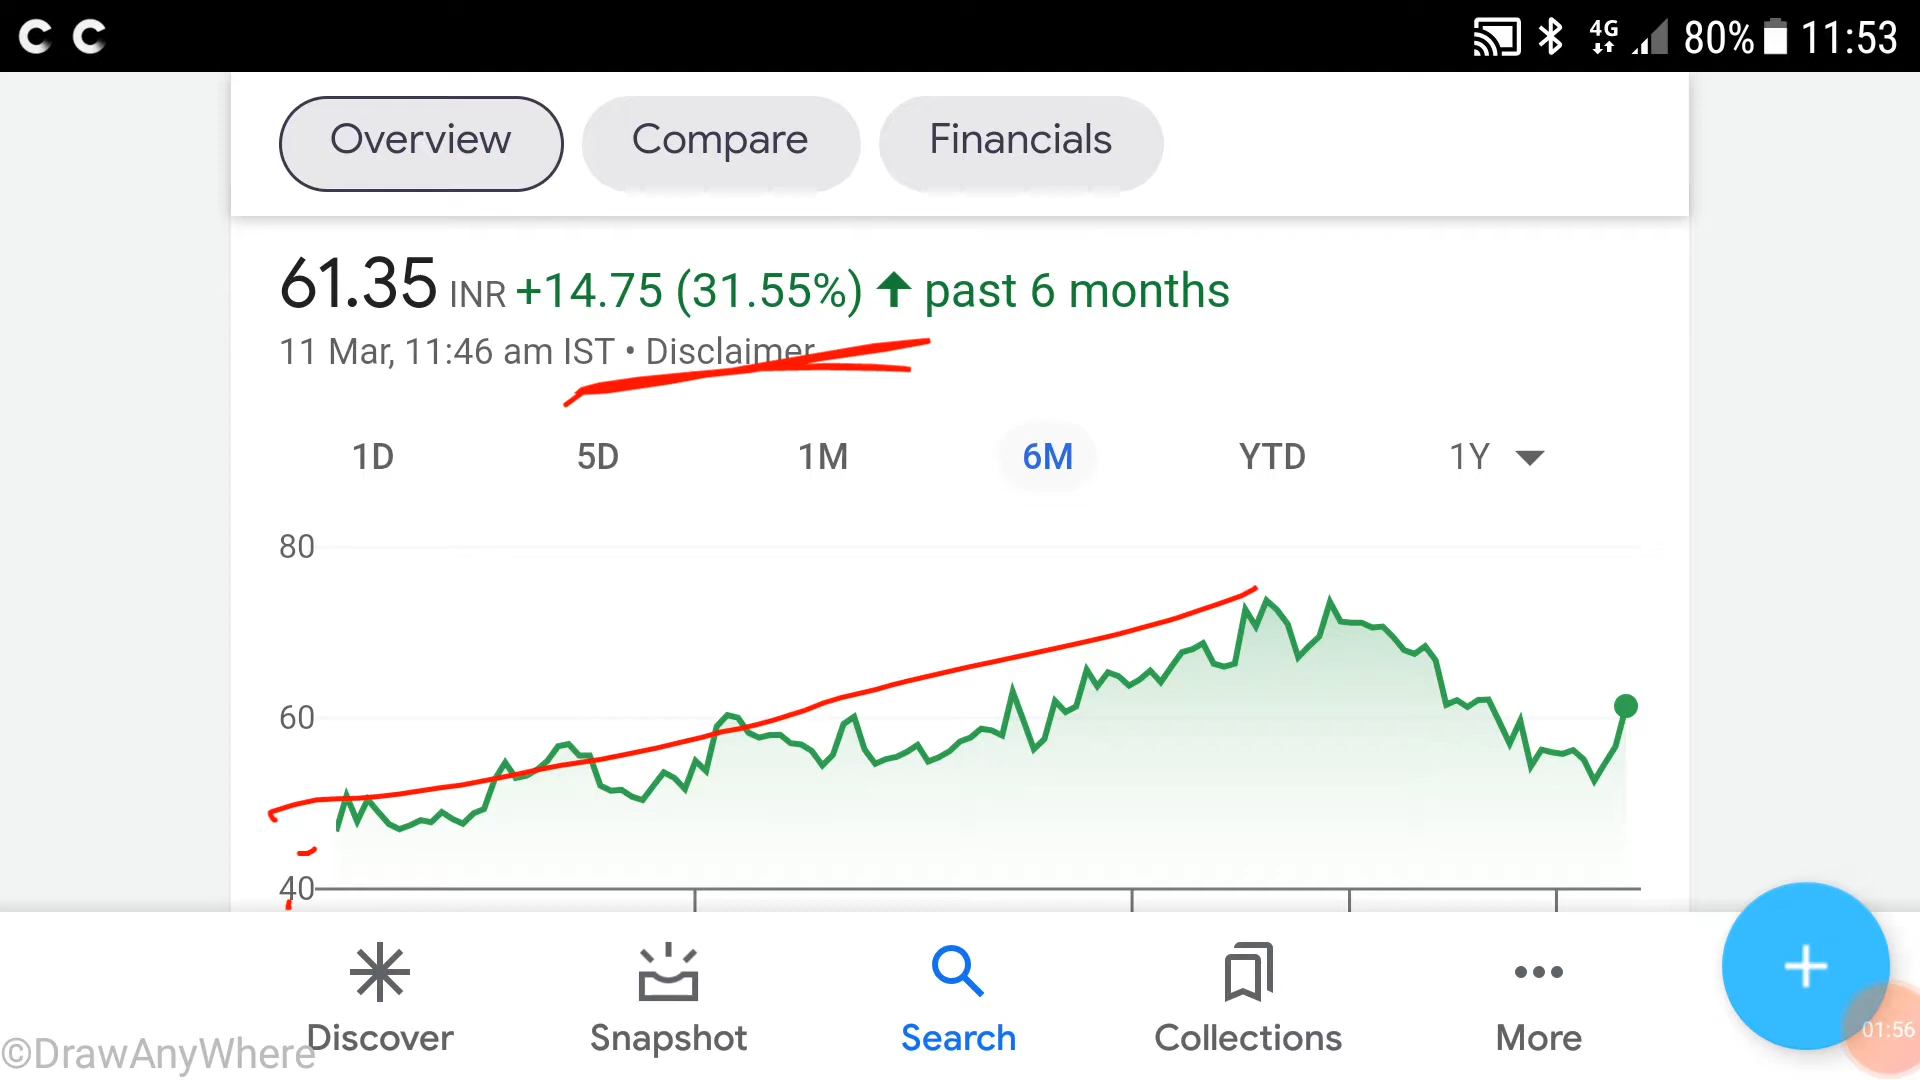 4G 80% 11:53
Overview Compare Financials
61.35 INR +14.75 (31.55%) ↑ past 6 months
11 Mar, 11:46 am IST • Disclaimer
1D 5D 1M 6M YTD 1Y
80
60
40
Discover Snapshot Search Collections More
01:56
©DrawAnyWhere